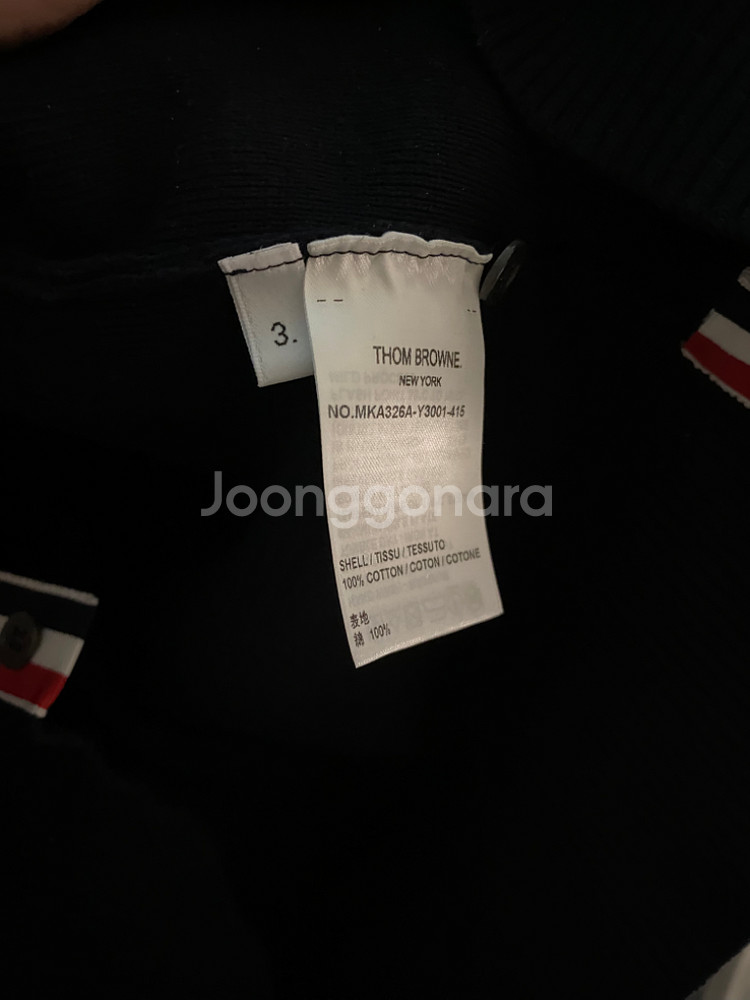 3.
THOM BROWNE.
NEW YORK
NO.MKA326A-Y3001-415
Joonggonara
SHELL / TISSU / TESSUTO
100% COTTON / COTON / COTONE
表地
綿 100%